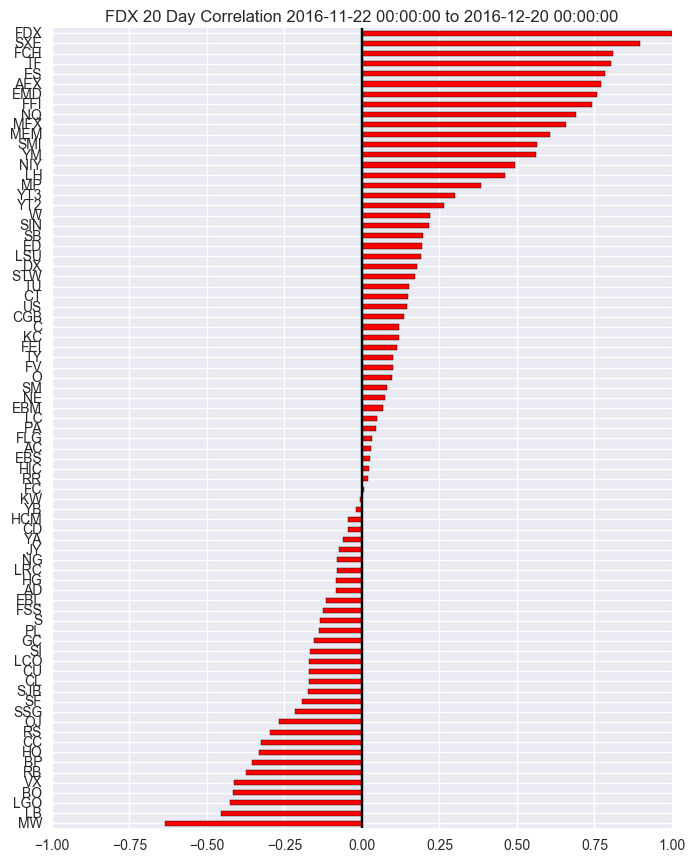 FDX 20 Day Correlation 2016-11-22 00:00:00 to 2016-12-20 00:00:00
FDX
SXE
FCH
TF
ES
AEX
EMD
FFI
NQ
MFX
MEM
SMI
YM
NIY
LH
MP
YT3
YT2
W
SIN
SB
ED
LSU
DX
STW
TU
CT
US
CGB
C
KC
FEI
TY
FV
O
SM
NE
EBM
LC
PA
FLG
AC
EBS
HIC
RR
FC
KW
YB
HCM
CD
YA
JY
NG
LRC
HG
AD
EBL
FSS
S
PL
GC
SI
LCO
CU
CL
SJB
SF
SSG
OJ
RS
CC
HO
BP
RB
VX
BO
LGO
LB
MW
−1.00 −0.75 −0.50 −0.25 0.00 0.25 0.50 0.75 1.00